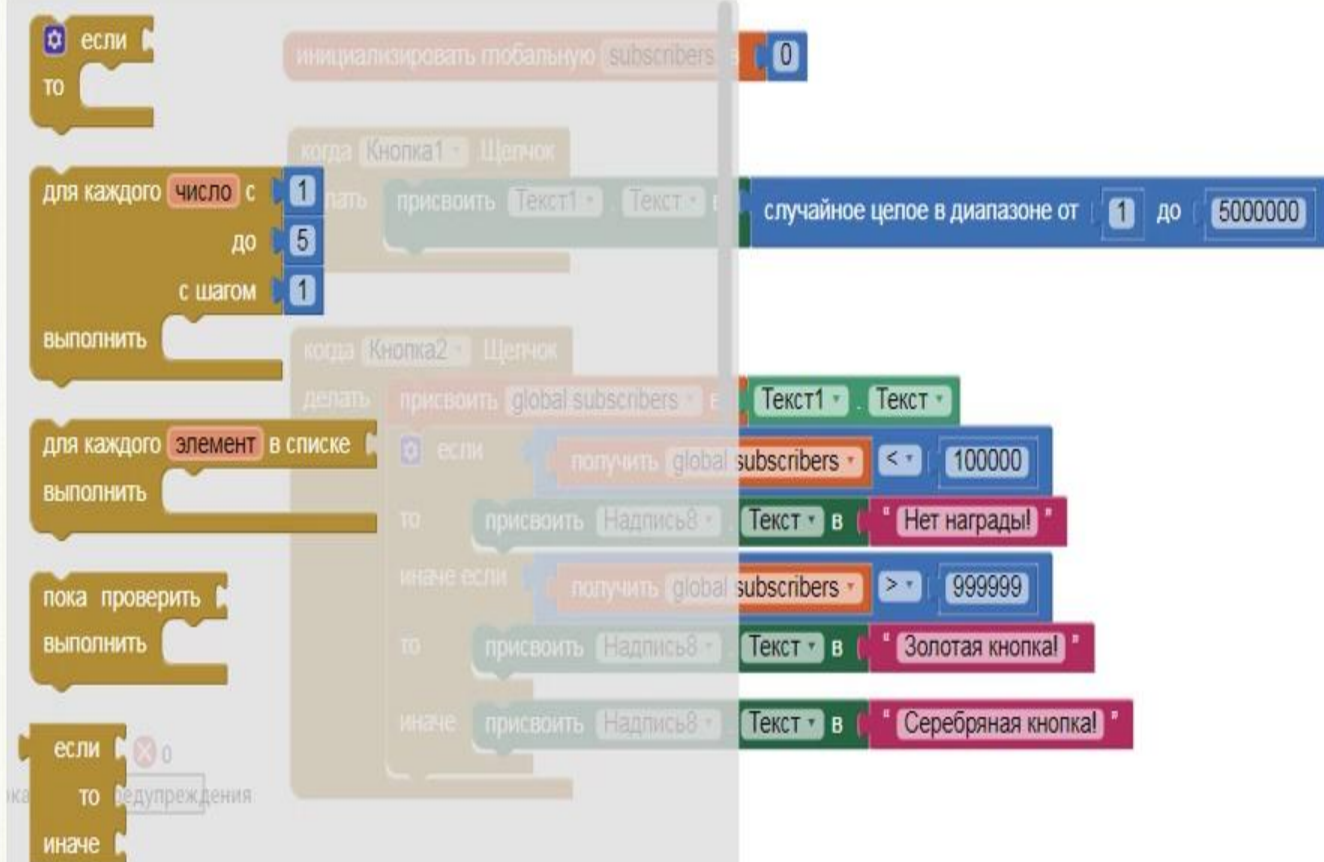 если
то
для каждого число с 1
до 5
с шагом 1
выполнить
для каждого элемент в списке
выполнить
пока проверить
выполнить
если
то
иначе
инициализировать глобальную subscribers в 0
когда Кнопка1 Щелчок
присвоить Текст1 . Текст в случайное целое в диапазоне от 1 до 5000000
когда Кнопка2 Щелчок
делать присвоить global subscribers в Текст1 . Текст
если получить global subscribers < 100000
то присвоить Надпись8 . Текст в " Нет награды! "
иначе если получить global subscribers > 999999
то присвоить Надпись8 . Текст в " Золотая кнопка! "
иначе присвоить Надпись8 . Текст в " Серебряная кнопка! "
0